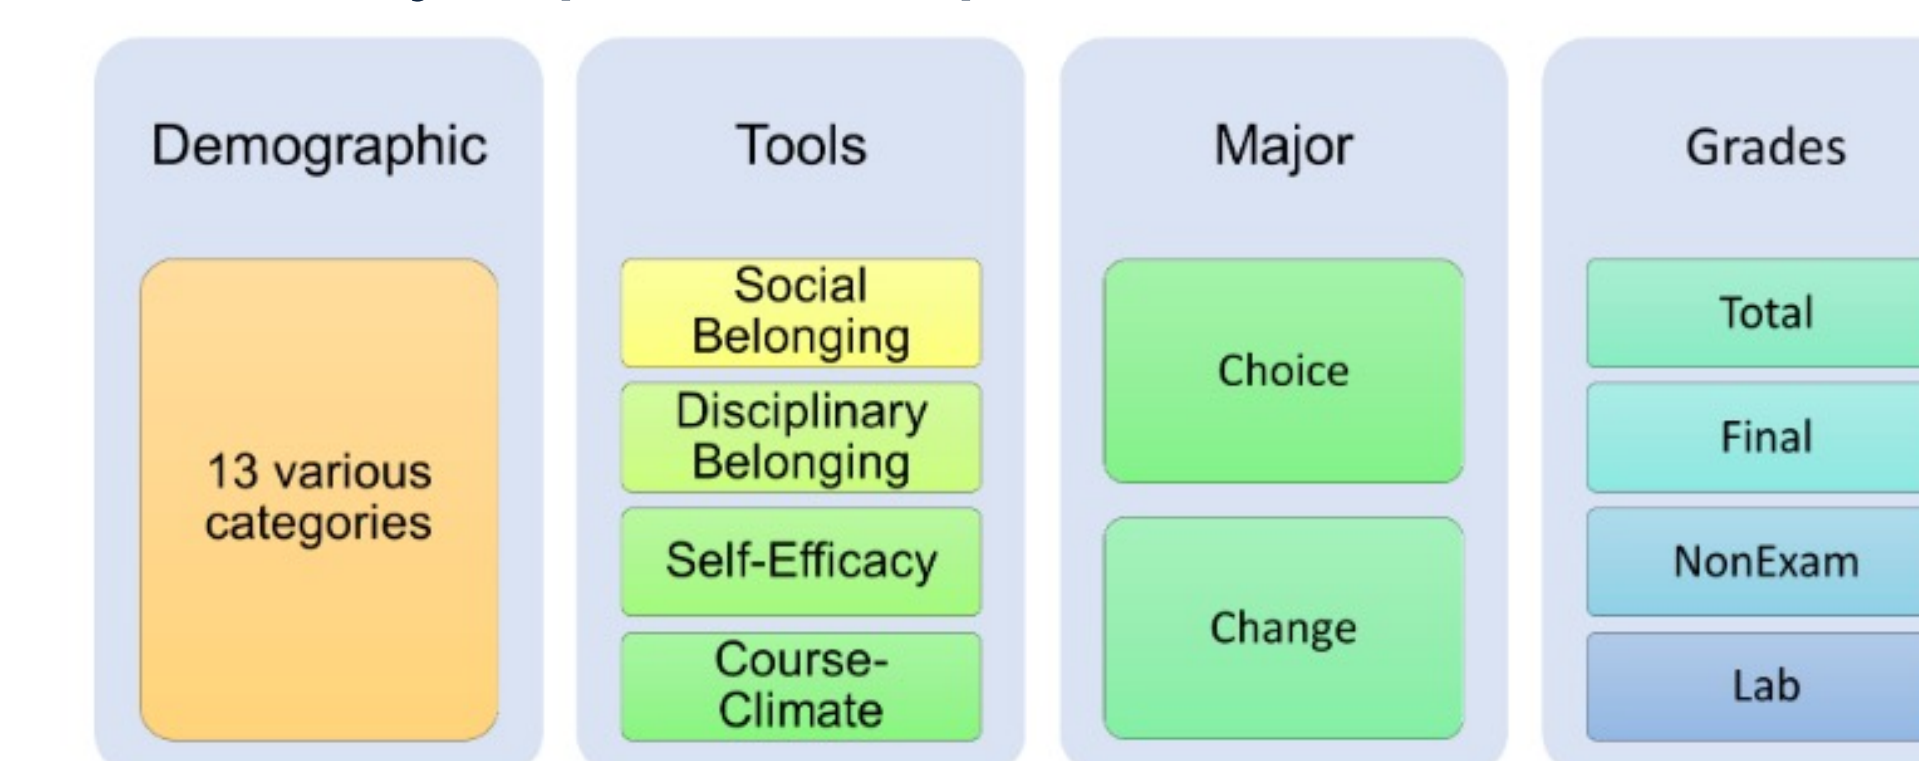 Demographic
Tools
Major
Grades
13 various
categories
Social
Belonging
Disciplinary
Belonging
Self-Efficacy
Course-
Climate
Choice
Change
Total
Final
NonExam
Lab